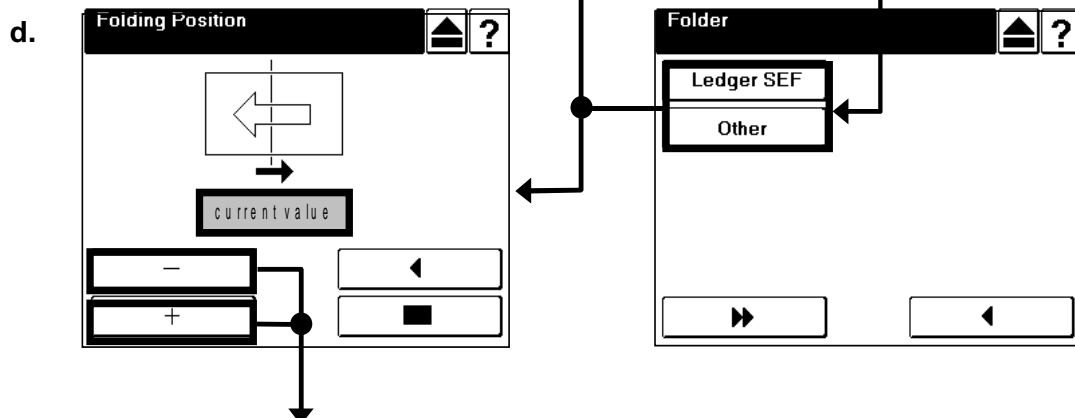 d.
Folding Position
?
current value
−
+
Folder
?
Ledger SEF
Other